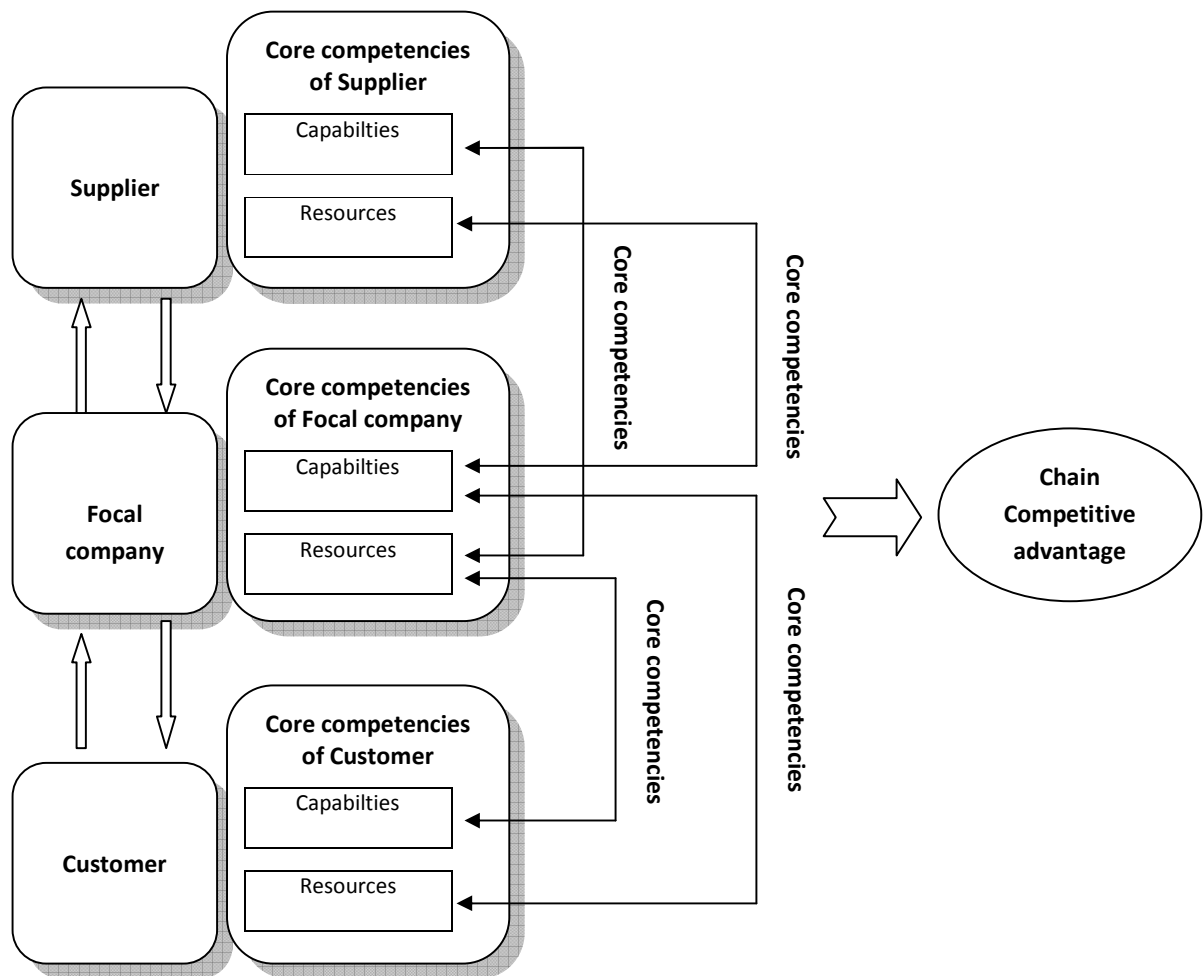 Supplier
Core competencies
of Supplier
Capabilties
Resources
Core competencies
Core competencies
Focal
company
Core competencies
of Focal company
Capabilties
Resources
Chain
Competitive
advantage
Core competencies
Core competencies
Customer
Core competencies
of Customer
Capabilties
Resources